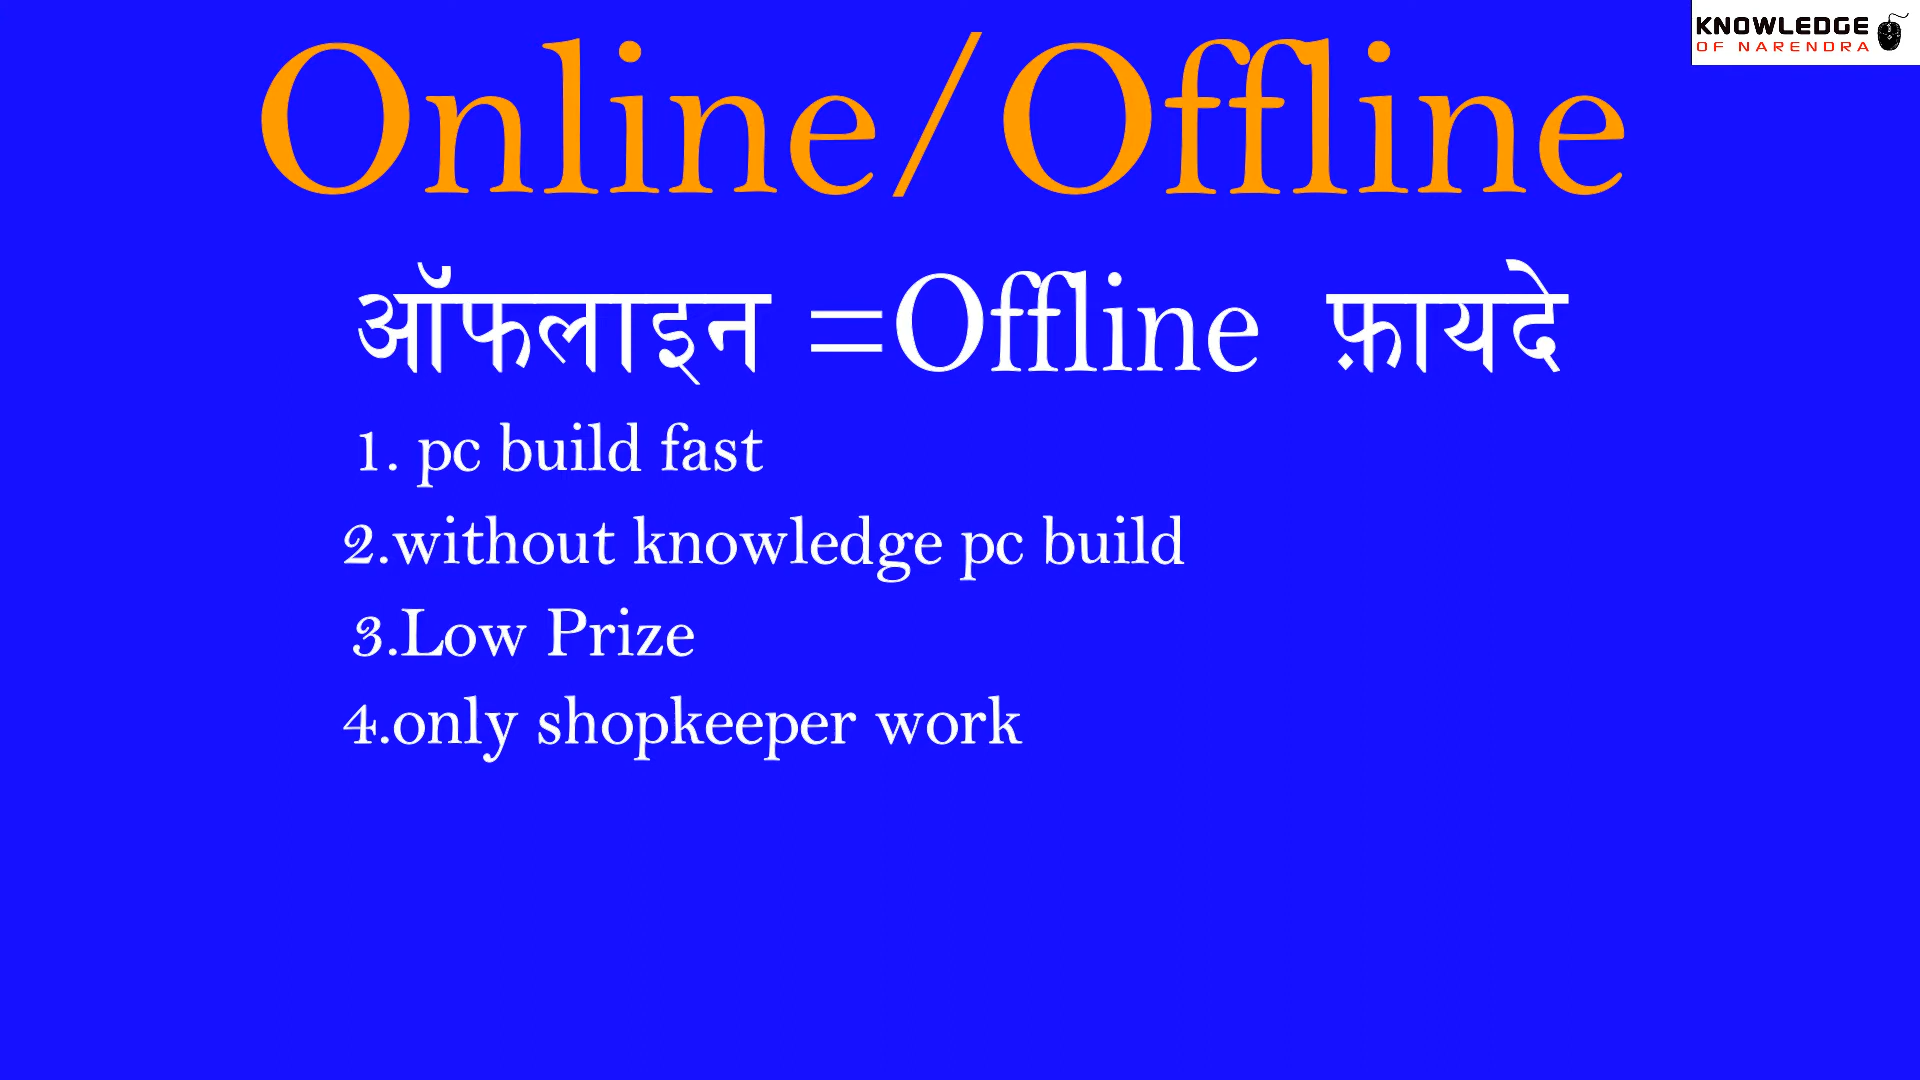 KNOWLEDGE
OF NARENDRA
Online/Offline
ऑफलाइन =Offline फ़ायदे
1. pc build fast
2.without knowledge pc build
3.Low Prize
4.only shopkeeper work